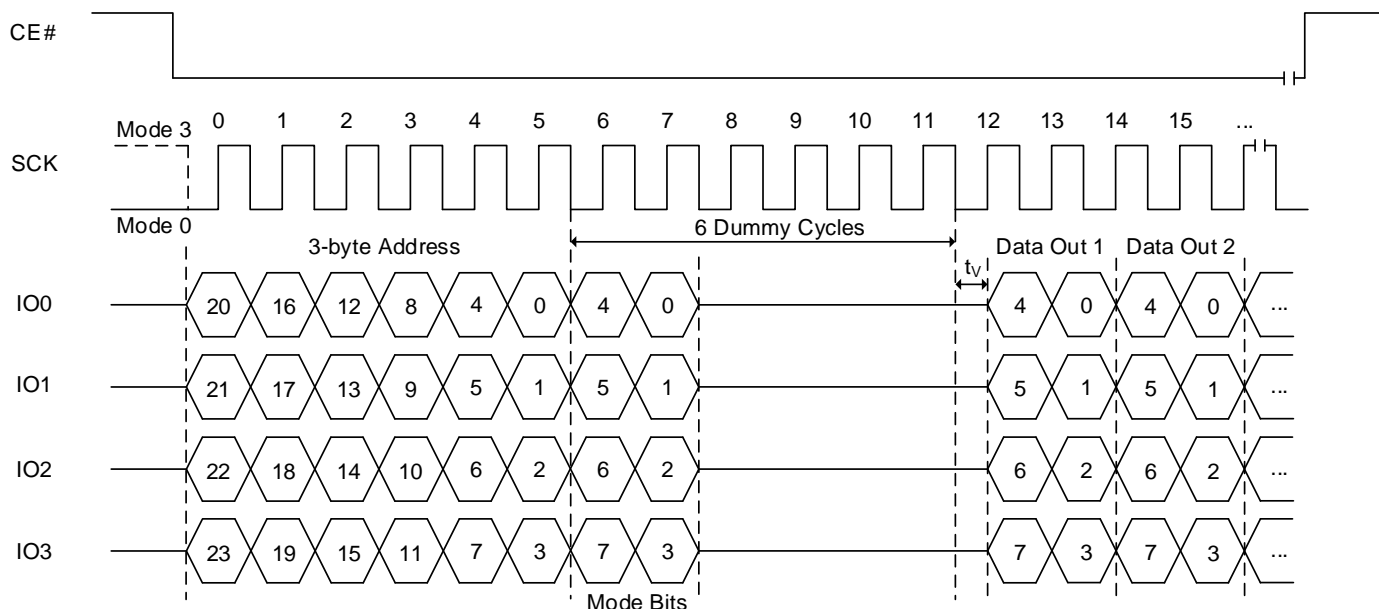 CE#
0 1 2 3 4 5 6 7 8 9 10 11 12 13 14 15 ...
Mode 3
SCK
Mode 0
6 Dummy Cycles
3-byte Address
Data Out 1 Data Out 2
tV
IO0 20 16 12 8 4 0 4 0 4 0 4 0 ...
IO1 21 17 13 9 5 1 5 1 5 1 5 1 ...
IO2 22 18 14 10 6 2 6 2 6 2 6 2 ...
IO3 23 19 15 11 7 3 7 3 7 3 7 3 ...
Mode Bits